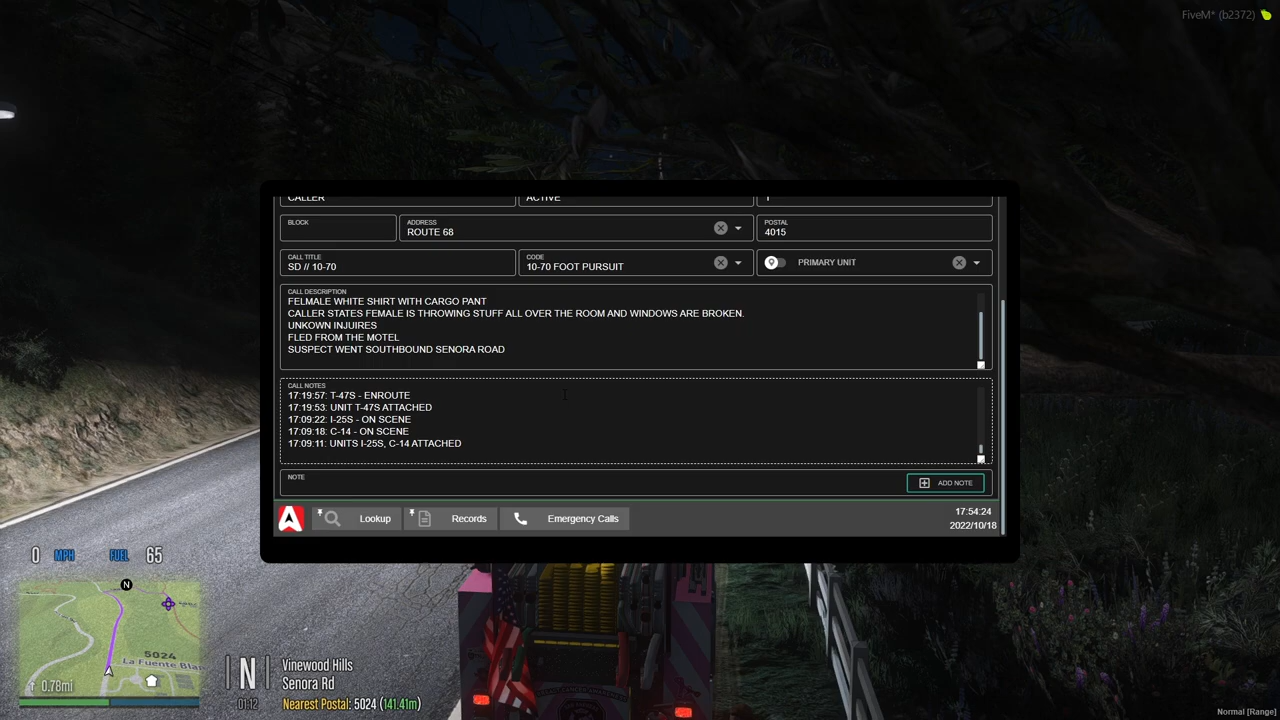 FiveM* (b2372)
CALLER
ACTIVE
1
BLOCK
ADDRESS
ROUTE 68
POSTAL
4015
CALL TITLE
SD // 10-70
CODE
10-70 FOOT PURSUIT
PRIMARY UNIT
CALL DESCRIPTION
FELMALE WHITE SHIRT WITH CARGO PANT
CALLER STATES FEMALE IS THROWING STUFF ALL OVER THE ROOM AND WINDOWS ARE BROKEN.
UNKOWN INJUIRES
FLED FROM THE MOTEL
SUSPECT WENT SOUTHBOUND SENORA ROAD
CALL NOTES
17:19:57: T-47S - ENROUTE
17:19:53: UNIT T-47S ATTACHED
17:09:22: I-25S - ON SCENE
17:09:18: C-14 - ON SCENE
17:09:11: UNITS I-25S, C-14 ATTACHED
NOTE
ADD NOTE
Lookup
Records
Emergency Calls
17:54:24
2022/10/18
0 MPH FUEL 65
N
5024
La Fuente Blan
0.78mi
N
01:12
Vinewood Hills
Senora Rd
Nearest Postal: 5024 (141.41m)
Normal [Range]